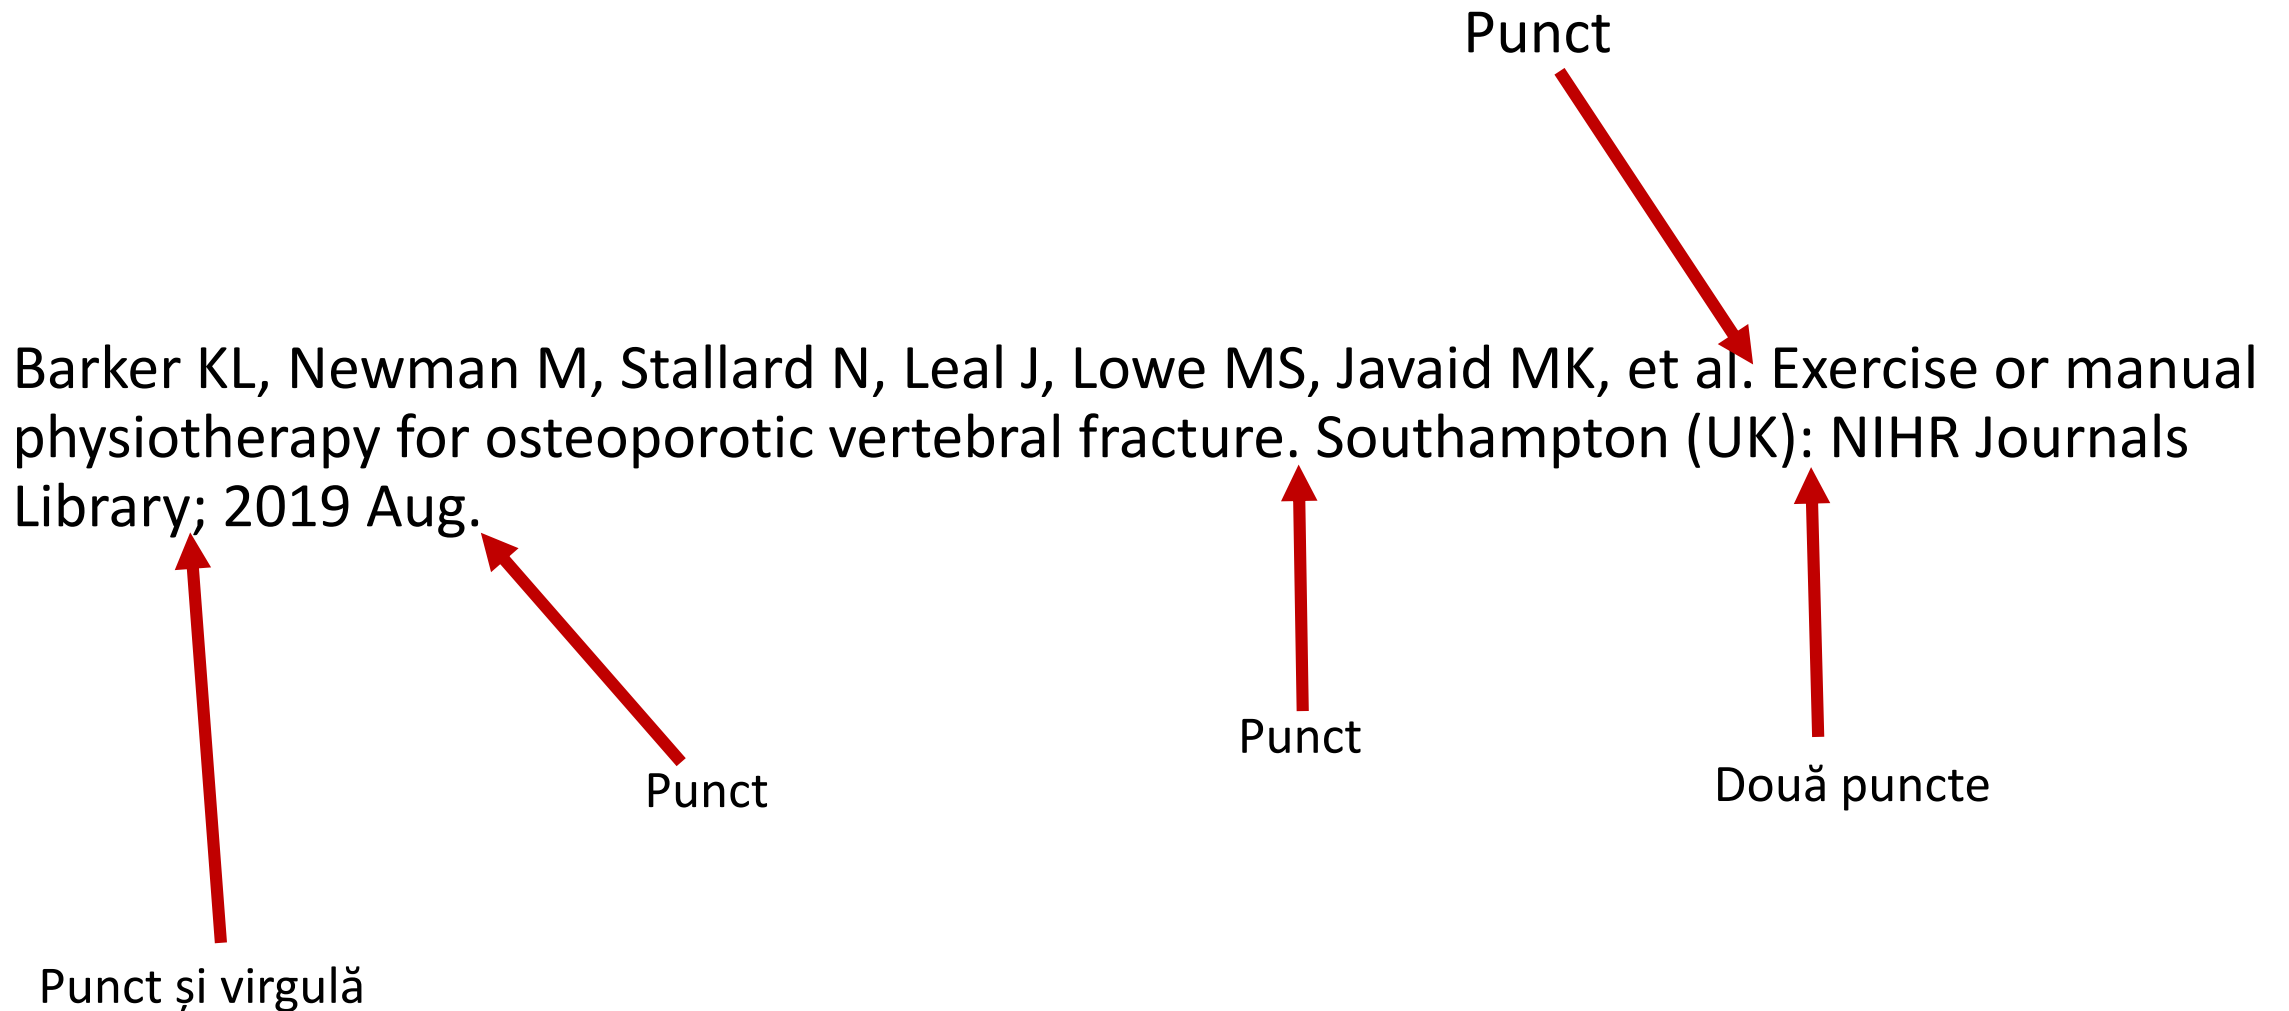 Punct
Barker KL, Newman M, Stallard N, Leal J, Lowe MS, Javaid MK, et al. Exercise or manual
physiotherapy for osteoporotic vertebral fracture. Southampton (UK): NIHR Journals
Library; 2019 Aug.
Punct
Două puncte
Punct
Punct și virgulă